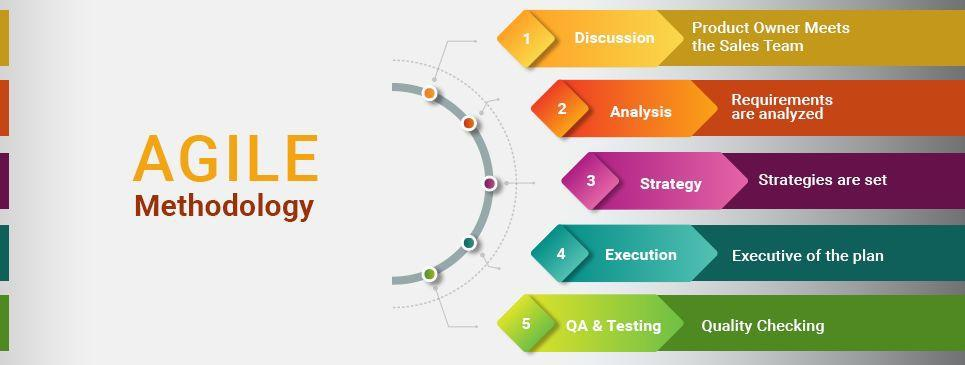 AGILE
Methodology
1
Discussion
Product Owner Meets
the Sales Team
2
Analysis
Requirements
are analyzed
3
Strategy
Strategies are set
4
Execution
Executive of the plan
5
QA & Testing
Quality Checking